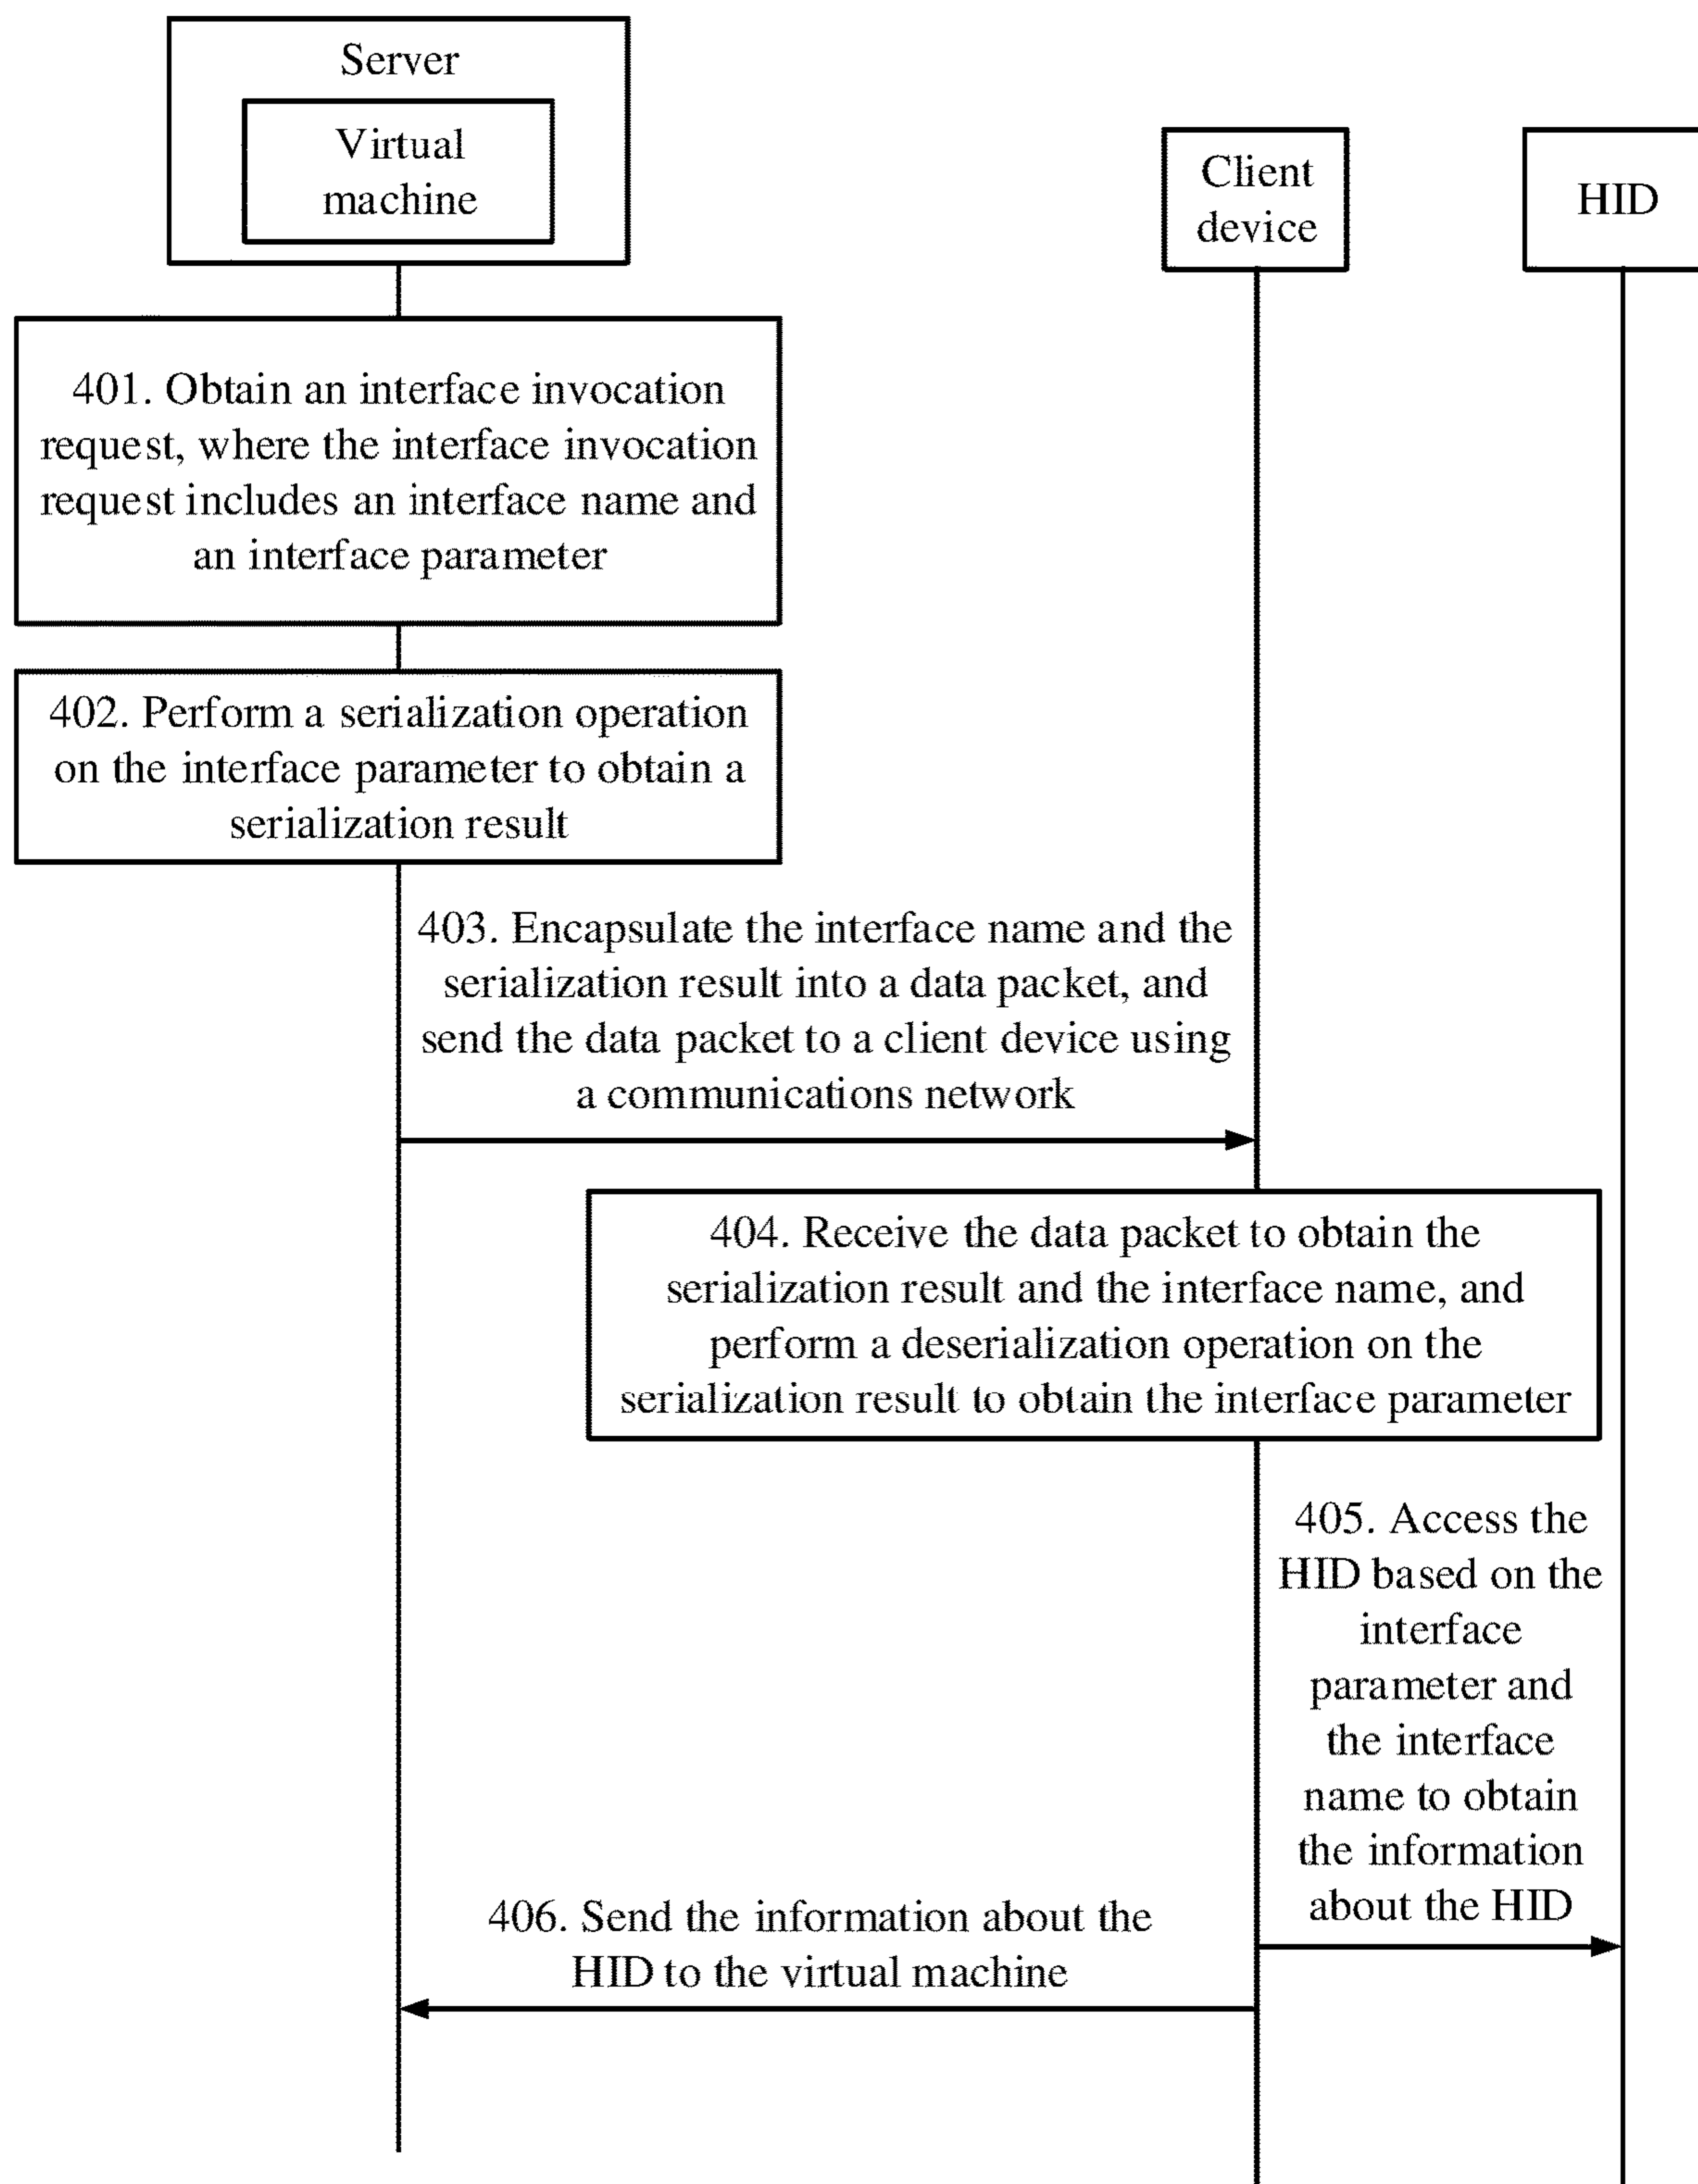 Server
Virtual
machine
Client
device
HID
401. Obtain an interface invocation
request, where the interface invocation
request includes an interface name and
an interface parameter
402. Perform a serialization operation
on the interface parameter to obtain a
serialization result
403. Encapsulate the interface name and the
serialization result into a data packet, and
send the data packet to a client device using
a communications network
404. Receive the data packet to obtain the
serialization result and the interface name, and
perform a deserialization operation on the
serialization result to obtain the interface parameter
405. Access the
HID based on the
interface
parameter and
the interface
name to obtain
the information
about the HID
406. Send the information about the
HID to the virtual machine